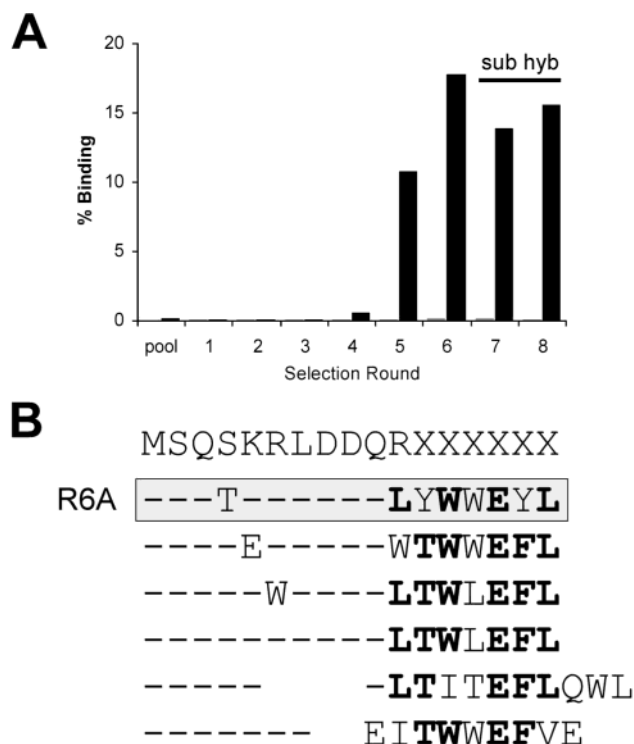 A
20
15
10
5
0
% Binding
sub hyb
pool 1 2 3 4 5 6 7 8
Selection Round
B
MSQSKRLDDQRXXXXXX
R6A ---T------LYWWEYL
----E-----WTWWEFL
-----W----LTWLEFL
----------LTWLEFL
-----    -LTITEFLQWL
-------  EITWWEFVE